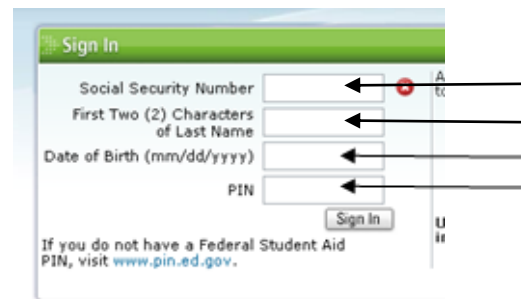 Sign In
Social Security Number
First Two (2) Characters
of Last Name
Date of Birth (mm/dd/yyyy)
PIN
Sign In
If you do not have a Federal Student Aid
PIN, visit www.pin.ed.gov.